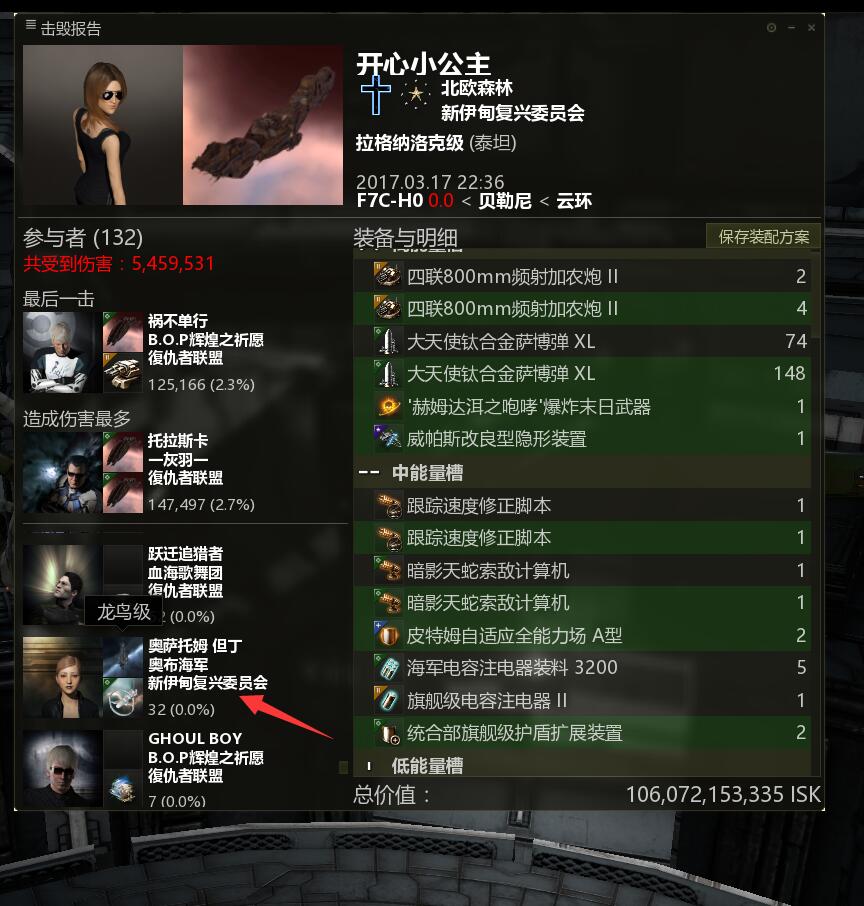 击毁报告
开心小公主
北欧森林
新伊甸复兴委员会
拉格纳洛克级 (泰坦)
2017.03.17 22:36
F7C-H0 0.0 < 贝勒尼 < 云环
参与者 (132)
共受到伤害：5,459,531
最后一击
祸不单行
B.O.P辉煌之祈愿
復仇者联盟
125,166 (2.3%)
造成伤害最多
托拉斯卡
一灰羽一
復仇者联盟
147,497 (2.7%)
跃迁追猎者
血海歌舞团
復仇者联盟
2 (0.0%)
龙鸟级
奥萨托姆 但丁
奥布海军
新伊甸复兴委员会
32 (0.0%)
GHOUL BOY
B.O.P辉煌之祈愿
復仇者联盟
7 (0.0%)
装备与明细
保存装配方案
四联800mm频射加农炮 II 2
四联800mm频射加农炮 II 4
大天使钛合金萨博弹 XL 74
大天使钛合金萨博弹 XL 148
'赫姆达洱之咆哮'爆炸末日武器 1
威帕斯改良型隐形装置 1
中能量槽
跟踪速度修正脚本 1
跟踪速度修正脚本 1
暗影天蛇索敌计算机 1
暗影天蛇索敌计算机 1
皮特姆自适应全能力场 A型 2
海军电容注电器装料 3200 5
旗舰级电容注电器 II 1
统合部旗舰级护盾扩展装置 2
低能量槽
总价值： 106,072,153,335 ISK